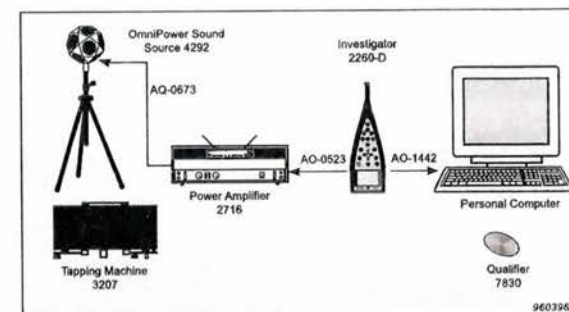 OmniPower Sound
Source 4292
Investigator
2260-D
AQ-0673
AO-0523
AO-1442
Power Amplifier
2716
Personal Computer
Tapping Machine
3207
Qualifier
7830
960396